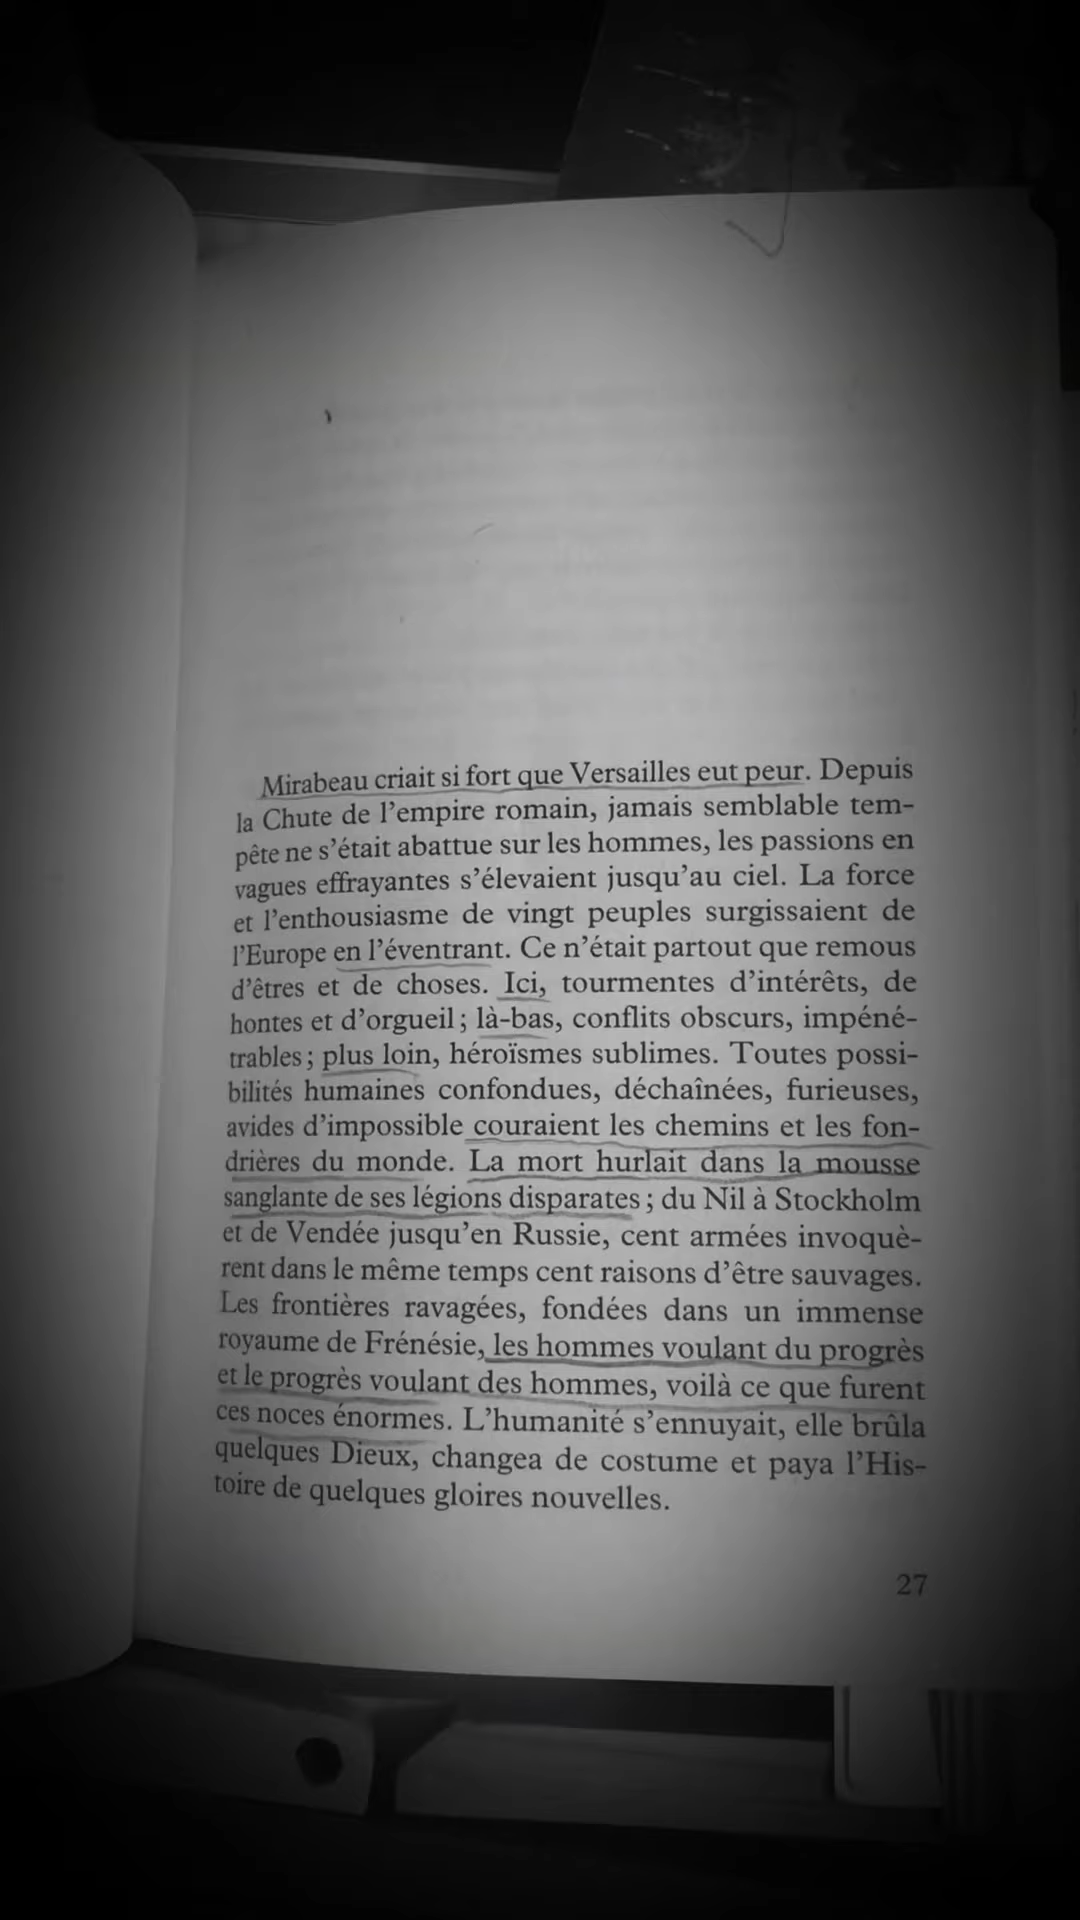 Mirabeau criait si fort que Versailles eut peur. Depuis
la Chute de l'empire romain, jamais semblable tem-
pête ne s'était abattue sur les hommes, les passions en
vagues effrayantes s'élevaient jusqu'au ciel. La force
et l'enthousiasme de vingt peuples surgissaient de
l'Europe en l'éventrant. Ce n'était partout que remous
d'êtres et de choses. Ici, tourmentes d'intérêts, de
hontes et d'orgueil ; là-bas, conflits obscurs, impéné-
trables ; plus loin, héroïsmes sublimes. Toutes possi-
bilités humaines confondues, déchaînées, furieuses,
avides d'impossible couraient les chemins et les fon-
drières du monde. La mort hurlait dans la mousse
sanglante de ses légions disparates ; du Nil à Stockholm
et de Vendée jusqu'en Russie, cent armées invoquè-
rent dans le même temps cent raisons d'être sauvages.
Les frontières ravagées, fondées dans un immense
royaume de Frénésie, les hommes voulant du progrès
et le progrès voulant des hommes, voilà ce que furent
ces noces énormes. L'humanité s'ennuyait, elle brûla
quelques Dieux, changea de costume et paya l'His-
toire de quelques gloires nouvelles.
27